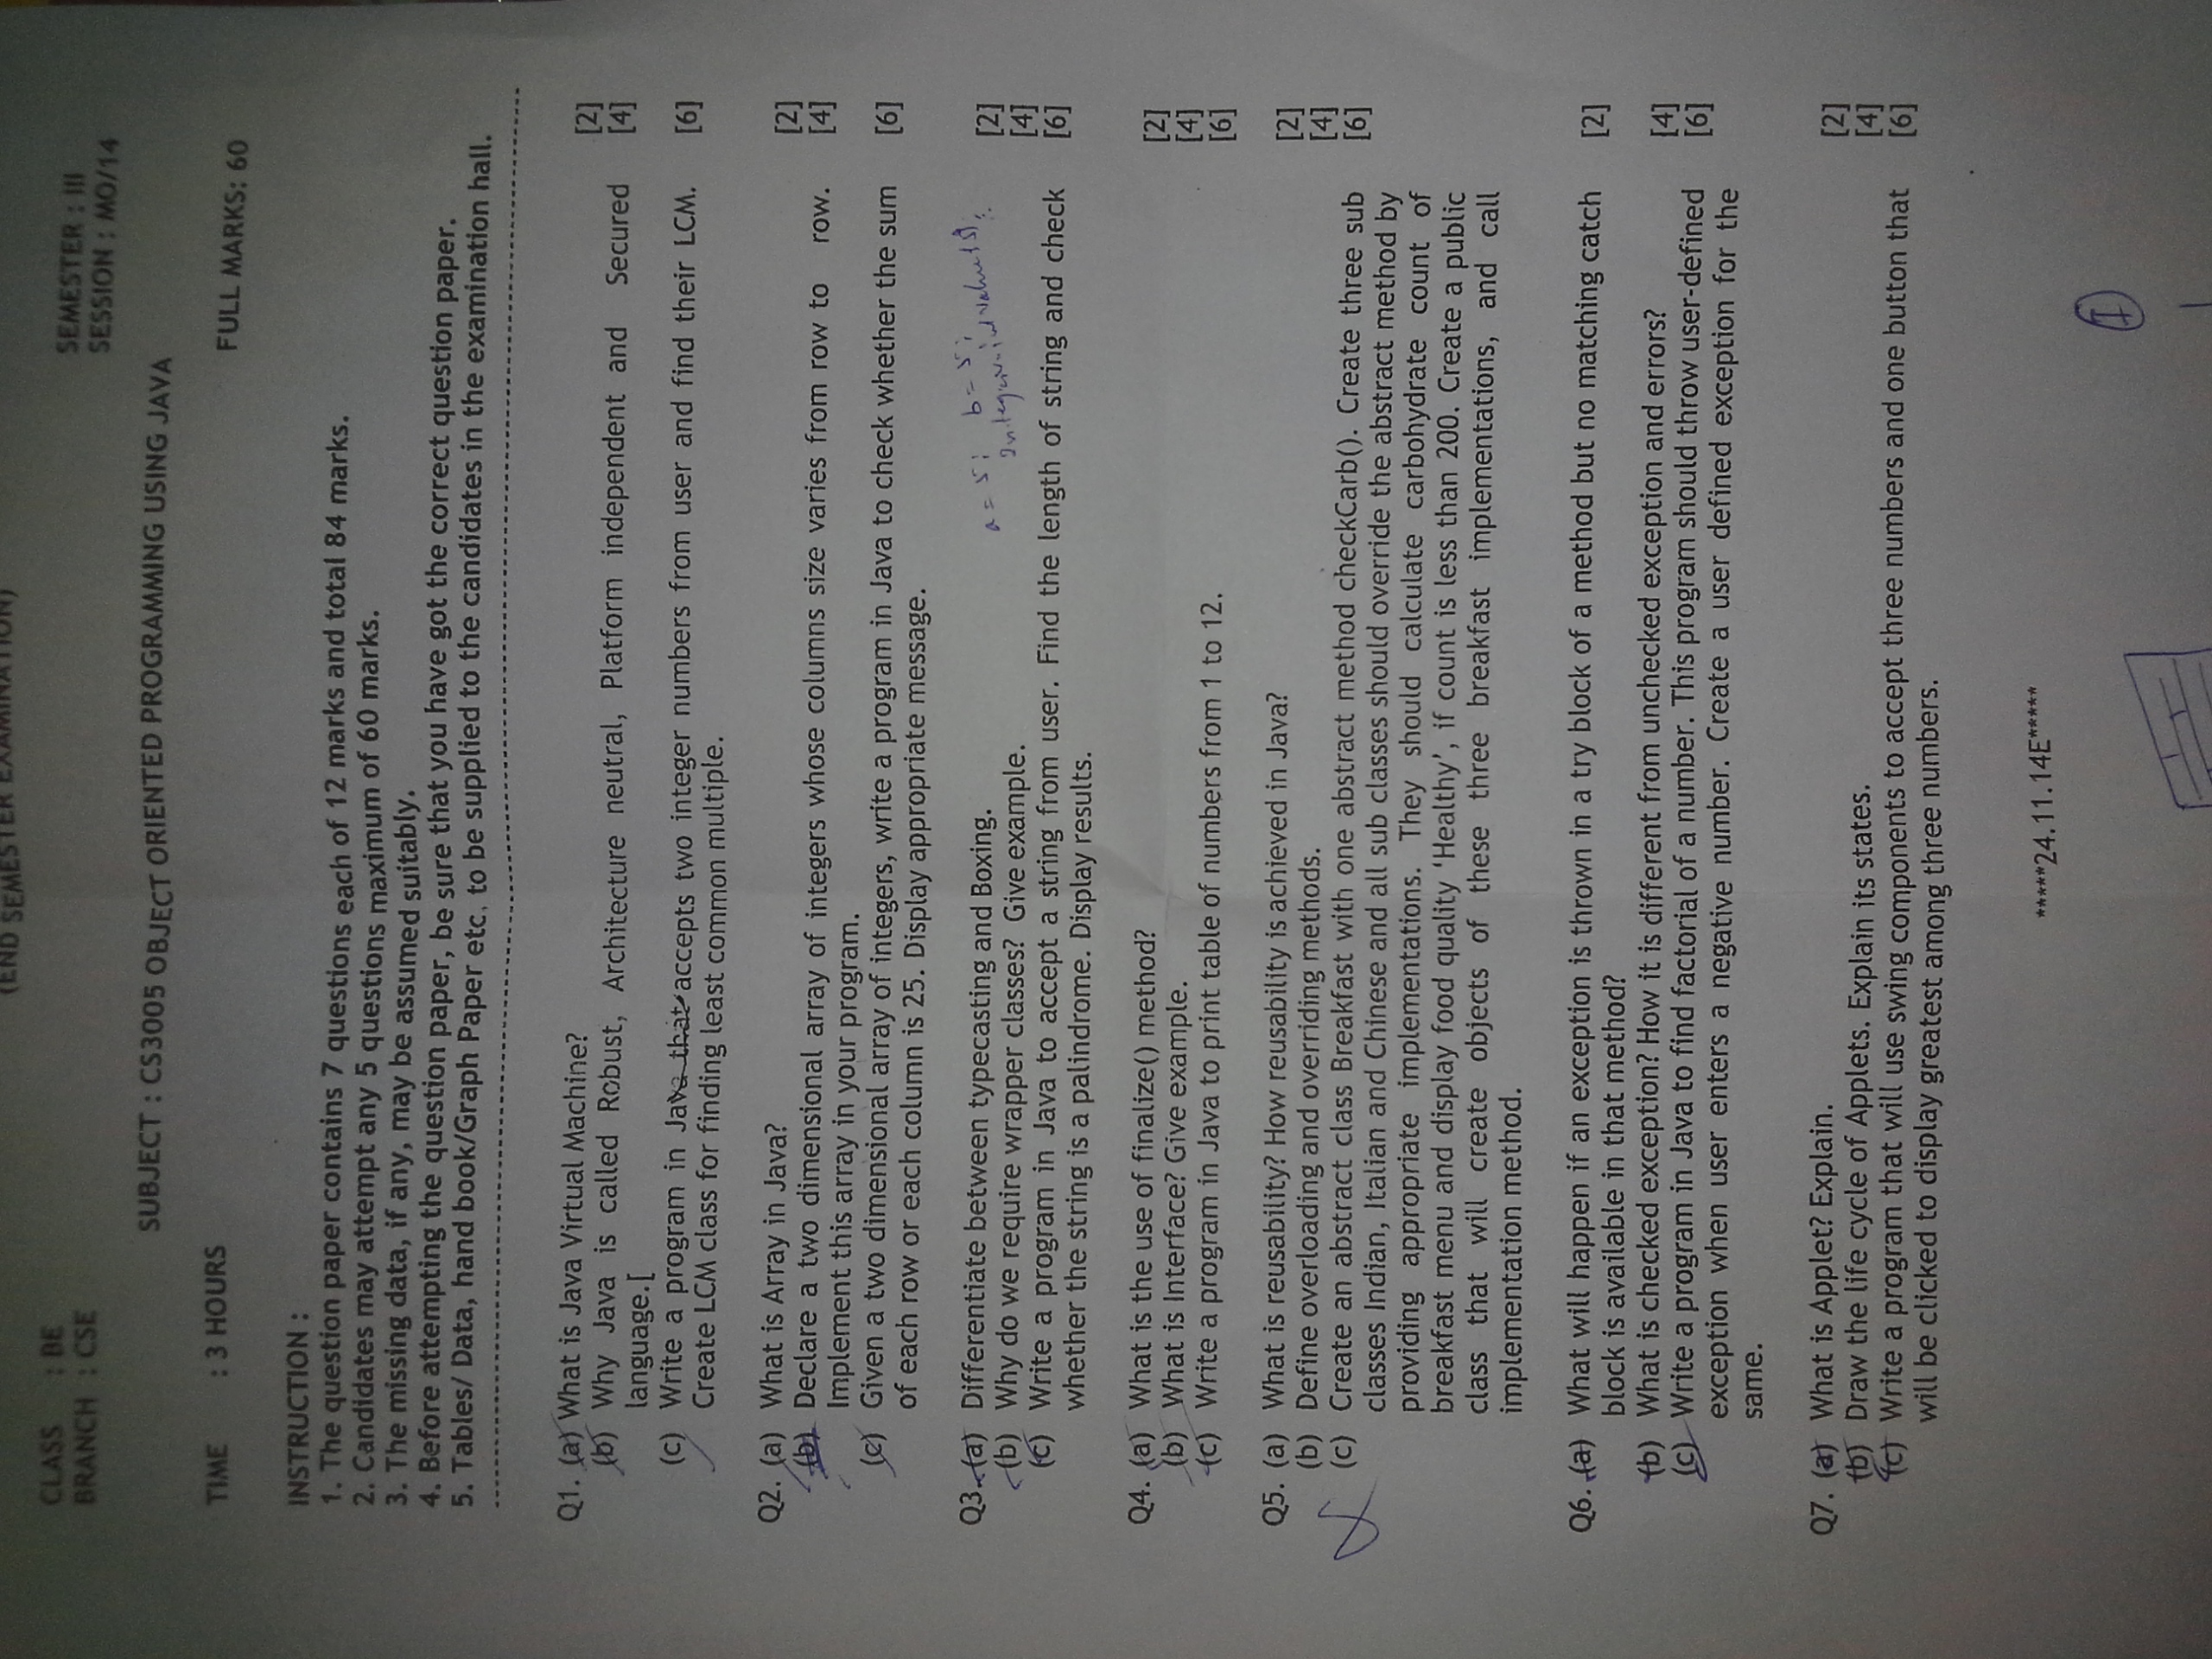 (END SEMESTER EXAMINATION)
CLASS : BE
BRANCH : CSE
SEMESTER : III
SESSION : MO/14
SUBJECT : CS3005 OBJECT ORIENTED PROGRAMMING USING JAVA
TIME : 3 HOURS
FULL MARKS: 60
INSTRUCTION :
1. The question paper contains 7 questions each of 12 marks and total 84 marks.
2. Candidates may attempt any 5 questions maximum of 60 marks.
3. The missing data, if any, may be assumed suitably.
4. Before attempting the question paper, be sure that you have got the correct question paper.
5. Tables/ Data, hand book/Graph Paper etc. to be supplied to the candidates in the examination hall.
Q1. (a) What is Java Virtual Machine? [2]
(b) Why Java is called Robust, Architecture neutral, Platform independent and Secured [4]
language.[
(c) Write a program in Java that accepts two integer numbers from user and find their LCM. [6]
Create LCM class for finding least common multiple.
Q2. (a) What is Array in Java? [2]
(b) Declare a two dimensional array of integers whose columns size varies from row to row. [4]
Implement this array in your program.
(c) Given a two dimensional array of integers, write a program in Java to check whether the sum [6]
of each row or each column is 25. Display appropriate message.
a = 5; b = 5;
Q3. (a) Differentiate between typecasting and Boxing. [2]
(b) Why do we require wrapper classes? Give example. [4]
(c) Write a program in Java to accept a string from user. Find the length of string and check [6]
whether the string is a palindrome. Display results.
Q4. (a) What is the use of finalize() method? [2]
(b) What is Interface? Give example. [4]
(c) Write a program in Java to print table of numbers from 1 to 12. [6]
Q5. (a) What is reusability? How reusability is achieved in Java? [2]
(b) Define overloading and overriding methods. [4]
(c) Create an abstract class Breakfast with one abstract method checkCarb(). Create three sub [6]
classes Indian, Italian and Chinese and all sub classes should override the abstract method by
providing appropriate implementations. They should calculate carbohydrate count of
breakfast menu and display food quality ‘Healthy’, if count is less than 200. Create a public
class that will create objects of these three breakfast implementations, and call
implementation method.
Q6. (a) What will happen if an exception is thrown in a try block of a method but no matching catch [2]
block is available in that method?
(b) What is checked exception? How it is different from unchecked exception and errors? [4]
(c) Write a program in Java to find factorial of a number. This program should throw user-defined [6]
exception when user enters a negative number. Create a user defined exception for the
same.
Q7. (a) What is Applet? Explain. [2]
(b) Draw the life cycle of Applets. Explain its states. [4]
(c) Write a program that will use swing components to accept three numbers and one button that [6]
will be clicked to display greatest among three numbers.
*****24.11.14E*****
I